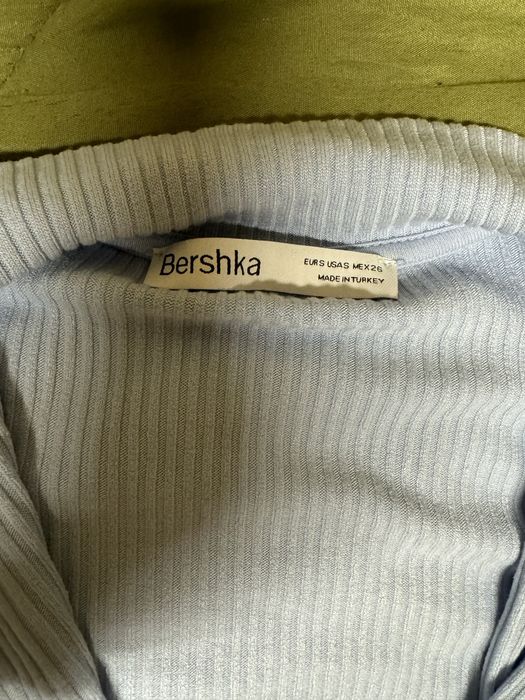 Bershka
EUR S USA S MEX 26
MADE IN TURKEY